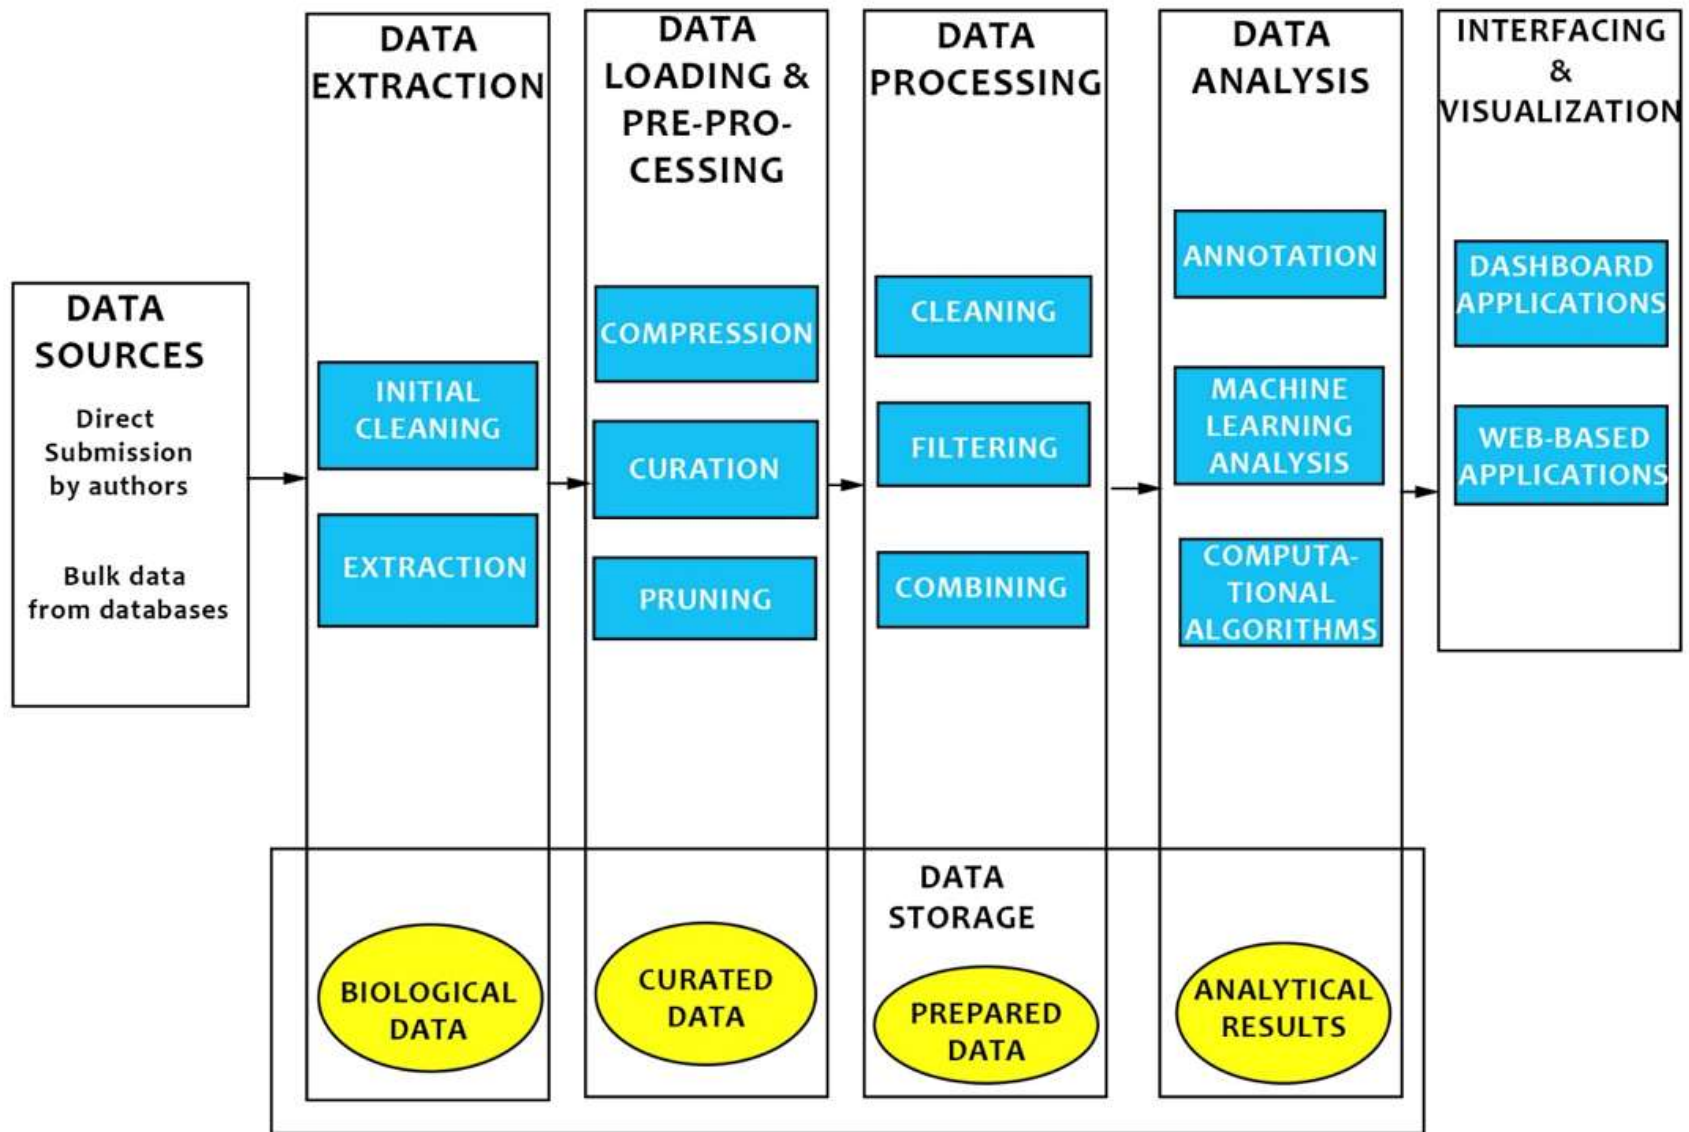 DATA
SOURCES
Direct
Submission
by authors
Bulk data
from databases
DATA
EXTRACTION
INITIAL
CLEANING
EXTRACTION
DATA
LOADING &
PRE-PRO-
CESSING
COMPRESSION
CURATION
PRUNING
DATA
PROCESSING
CLEANING
FILTERING
COMBINING
DATA
ANALYSIS
ANNOTATION
MACHINE
LEARNING
ANALYSIS
COMPUTA-
TIONAL
ALGORITHMS
INTERFACING
&
VISUALIZATION
DASHBOARD
APPLICATIONS
WEB-BASED
APPLICATIONS
DATA
STORAGE
BIOLOGICAL
DATA
CURATED
DATA
PREPARED
DATA
ANALYTICAL
RESULTS